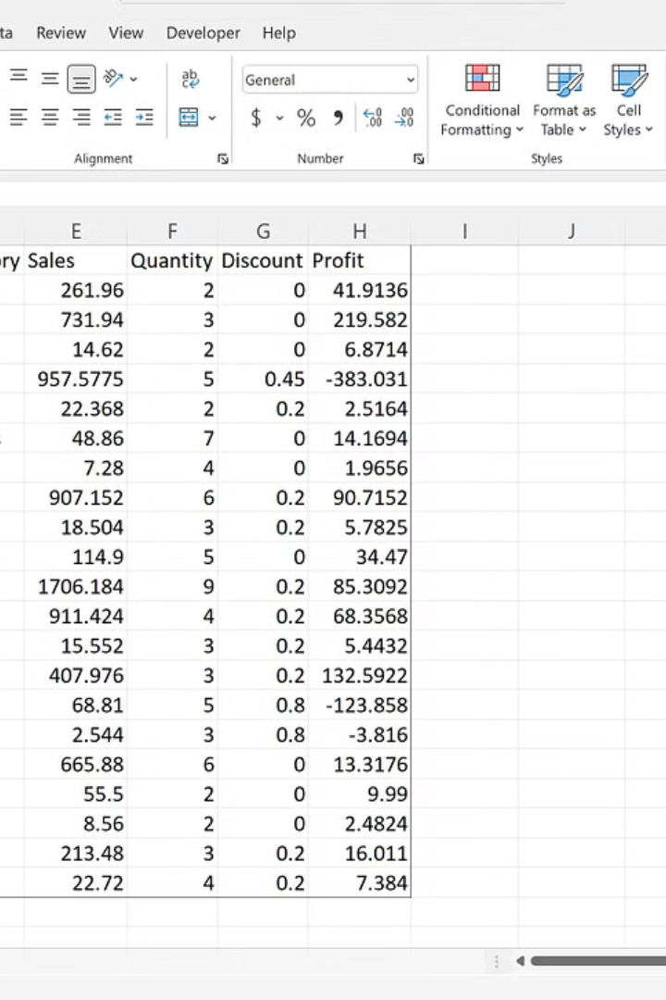 ta Review View Developer Help
ab
c
General
$ % , .00 .00
Conditional Formatting
Format as Table
Cell Styles
Alignment Number Styles
E F G H I J
ry Sales Quantity Discount Profit
261.96 2 0 41.9136
731.94 3 0 219.582
14.62 2 0 6.8714
957.5775 5 0.45 -383.031
22.368 2 0.2 2.5164
s 48.86 7 0 14.1694
7.28 4 0 1.9656
907.152 6 0.2 90.7152
18.504 3 0.2 5.7825
114.9 5 0 34.47
1706.184 9 0.2 85.3092
911.424 4 0.2 68.3568
15.552 3 0.2 5.4432
407.976 3 0.2 132.5922
68.81 5 0.8 -123.858
2.544 3 0.8 -3.816
665.88 6 0 13.3176
55.5 2 0 9.99
8.56 2 0 2.4824
213.48 3 0.2 16.011
22.72 4 0.2 7.384